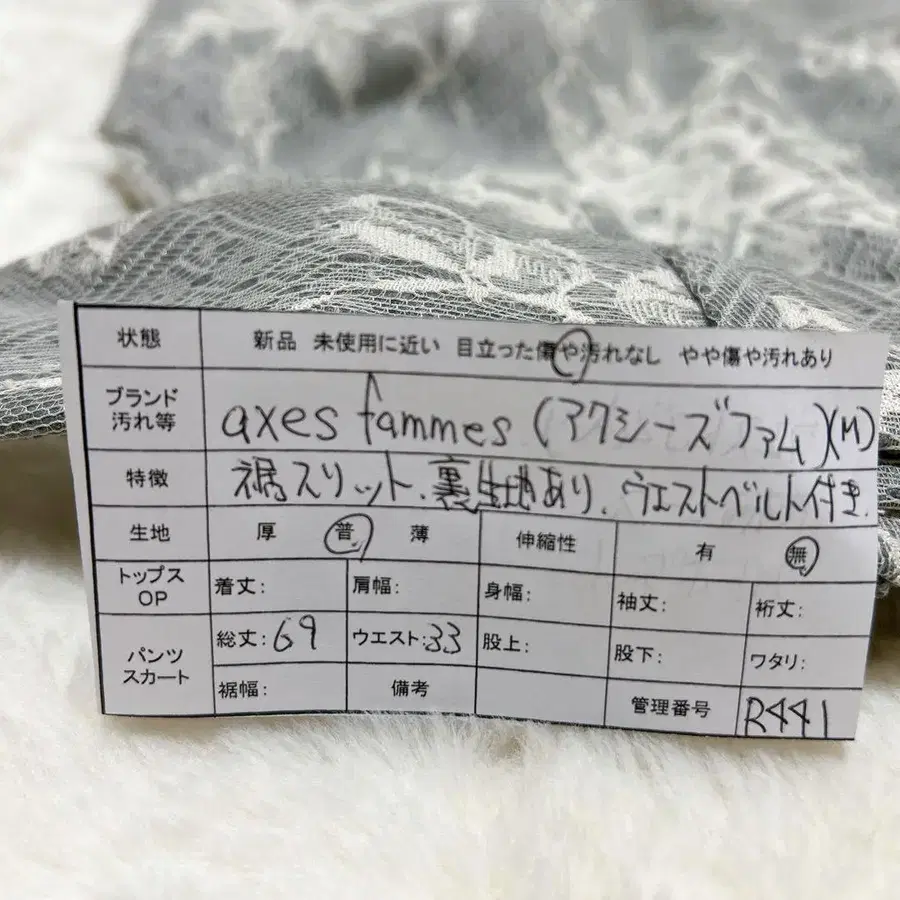 状態 新品 未使用に近い 目立った傷や汚れなし やや傷や汚れあり
ブランド
汚れ等
axes fammes (アクシーズファム)(M)
特徴 裾スリット、裏生地あり、ウエストベルト付き.
生地 厚 普 薄 伸縮性 有 無
トップス
OP
着丈: 肩幅: 身幅: 袖丈: 裄丈:
パンツ
スカート
総丈:69 ウエスト:33 股上: 股下: ワタリ:
裾幅: 備考 管理番号 R441